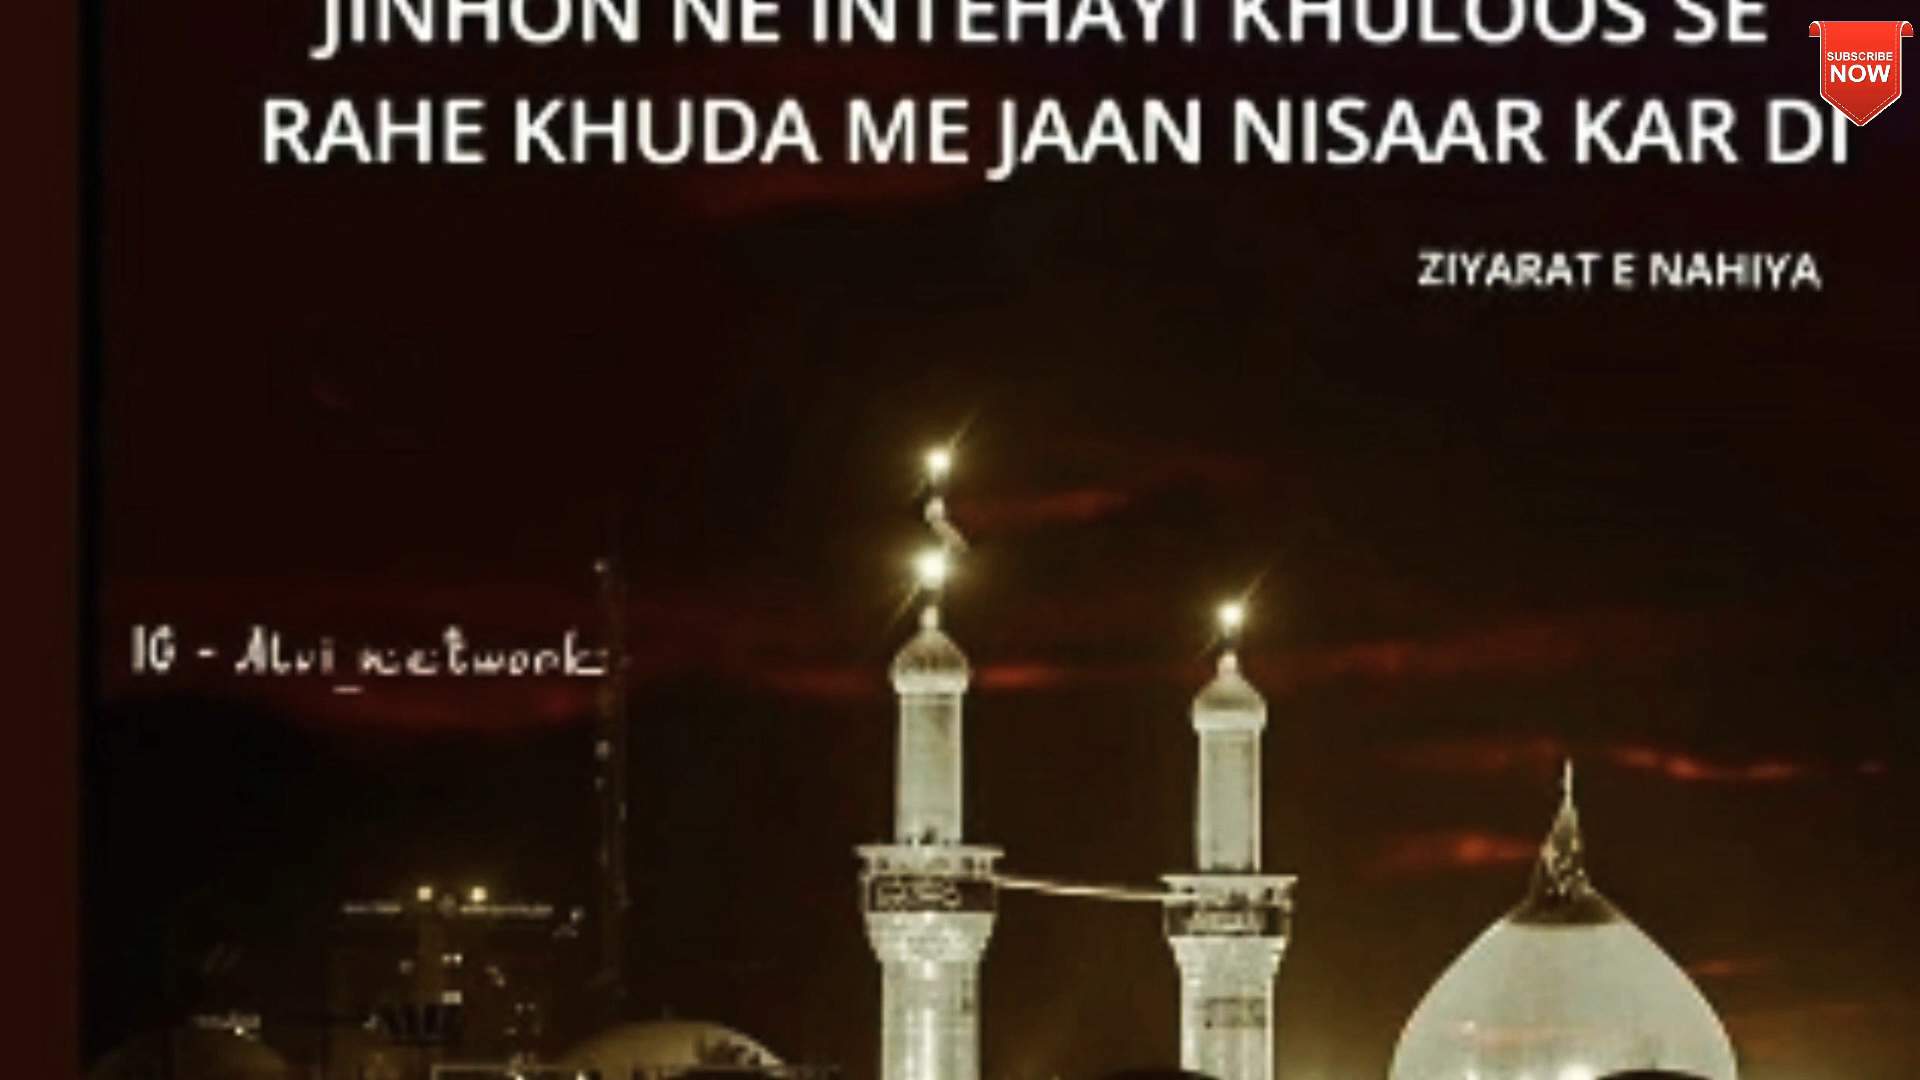 JINHON NE INTEHAYI KHULOOS SE
RAHE KHUDA ME JAAN NISAAR KAR DI
SUBSCRIBE
NOW
ZIYARAT E NAHIYA
IG - Alvi_network